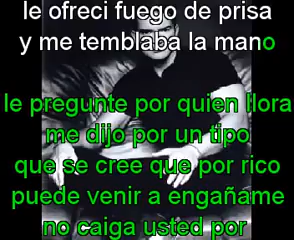 le ofreci fuego de prisa
y me temblaba la mano
le pregunte por quien llora
me dijo por un tipo
que se cree que por rico
puede venir a engañame
no caiga usted por